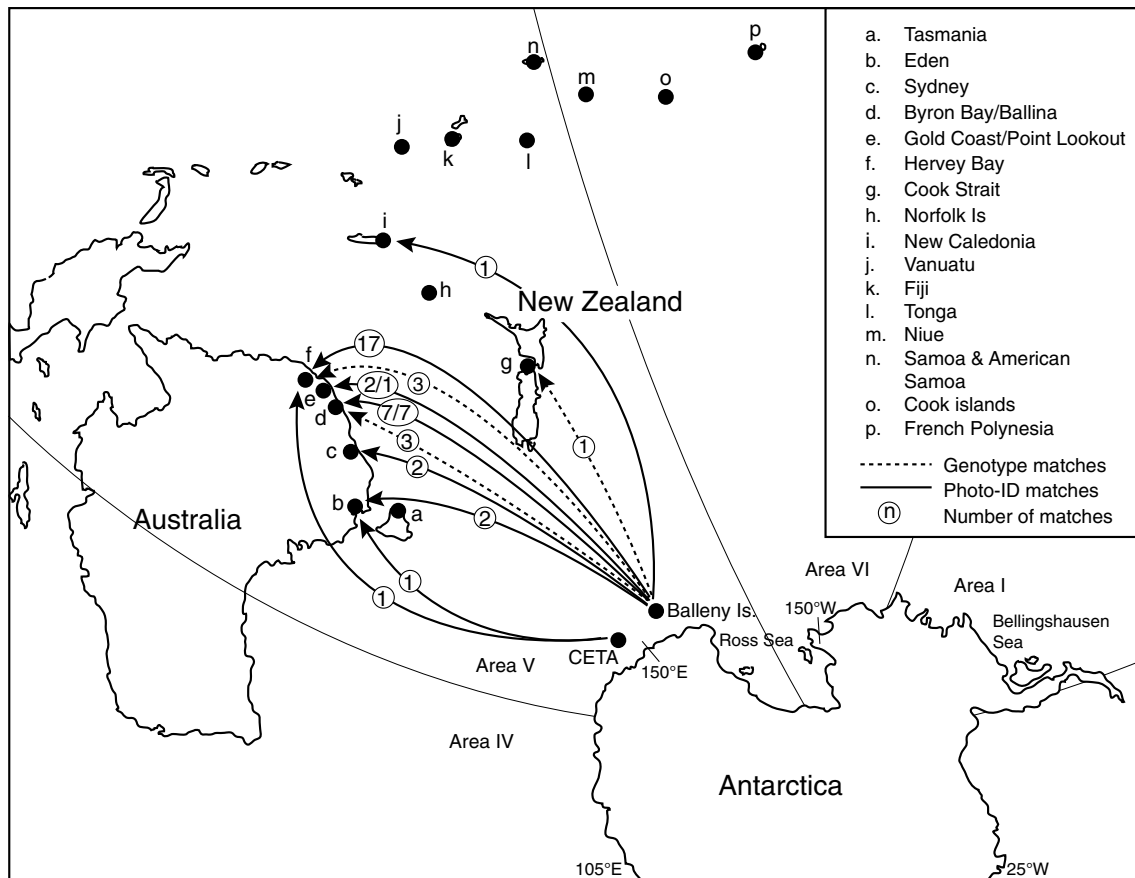 p
n
m
o
j
k
l
i
1
h
New Zealand
f
17
g
3
e
2/1
d
7/7
1
3
c
2
b
a
2
Australia
1
1
Balleny Is.
CETA
Ross Sea
150°E
150°W
Area VI
Area I
Bellingshausen
Sea
Area V
Area IV
Antarctica
105°E
25°W
a. Tasmania
b. Eden
c. Sydney
d. Byron Bay/Ballina
e. Gold Coast/Point Lookout
f. Hervey Bay
g. Cook Strait
h. Norfolk Is
i. New Caledonia
j. Vanuatu
k. Fiji
l. Tonga
m. Niue
n. Samoa & American
Samoa
o. Cook islands
p. French Polynesia
Genotype matches
Photo-ID matches
n Number of matches